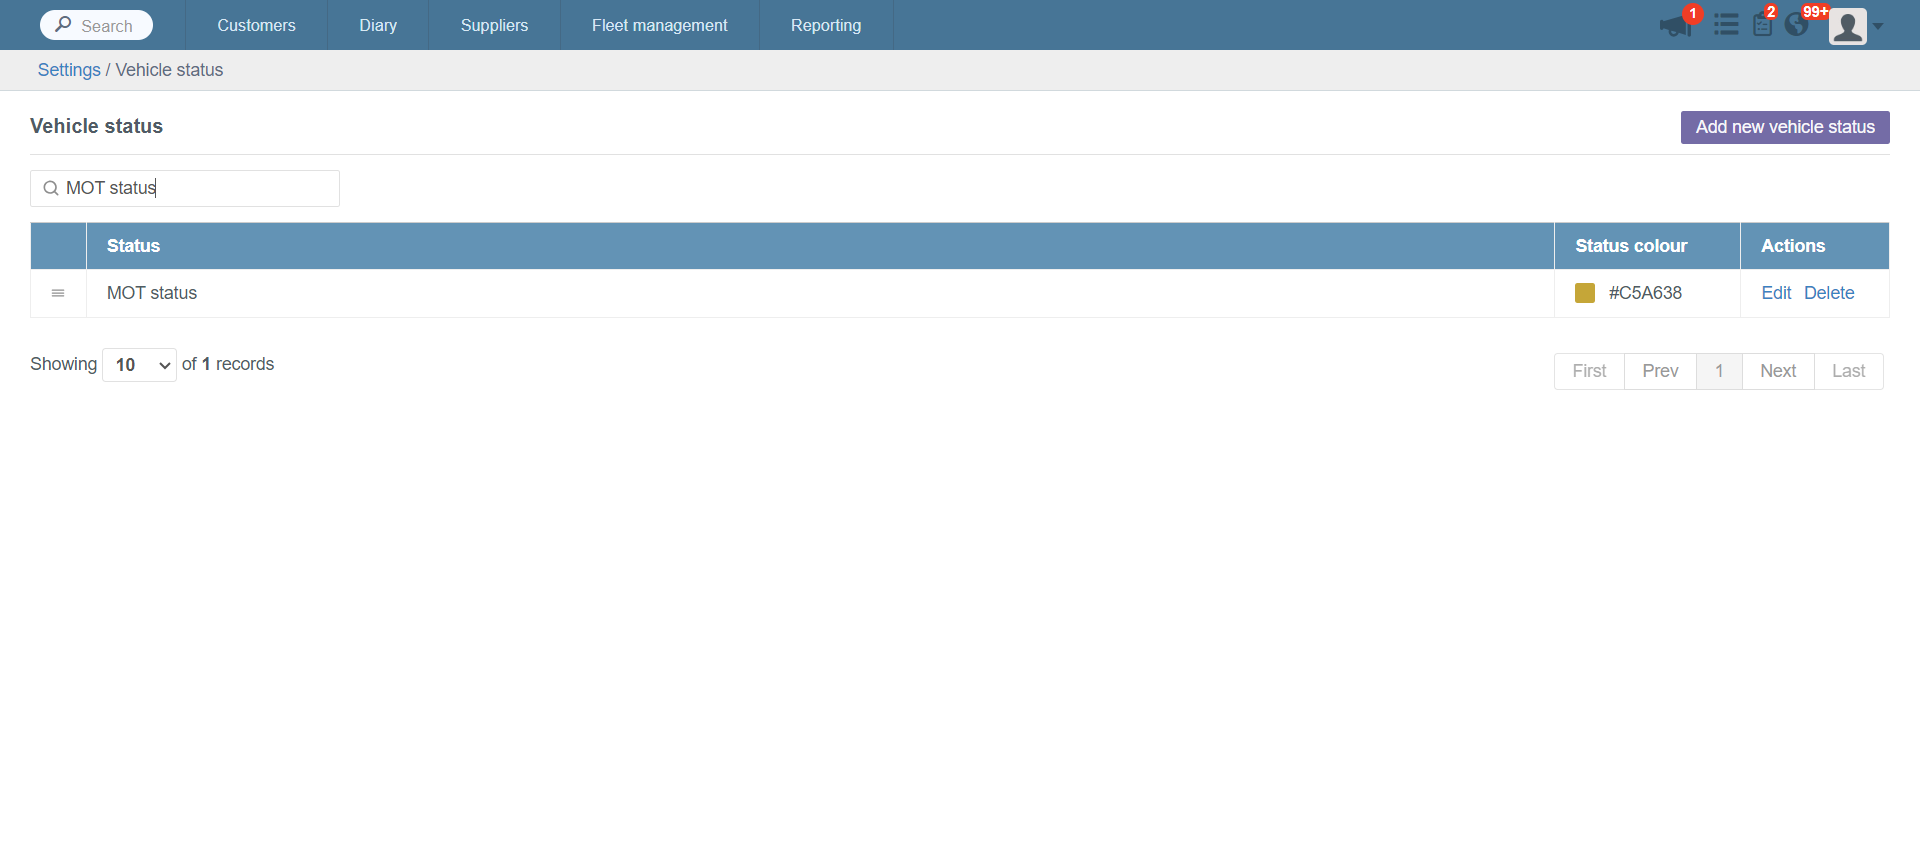 Search Customers Diary Suppliers Fleet management Reporting 1 2 99+
Settings / Vehicle status
Vehicle status Add new vehicle status
MOT status
Status Status colour Actions
MOT status #C5A638 Edit Delete
Showing 10 of 1 records First Prev 1 Next Last